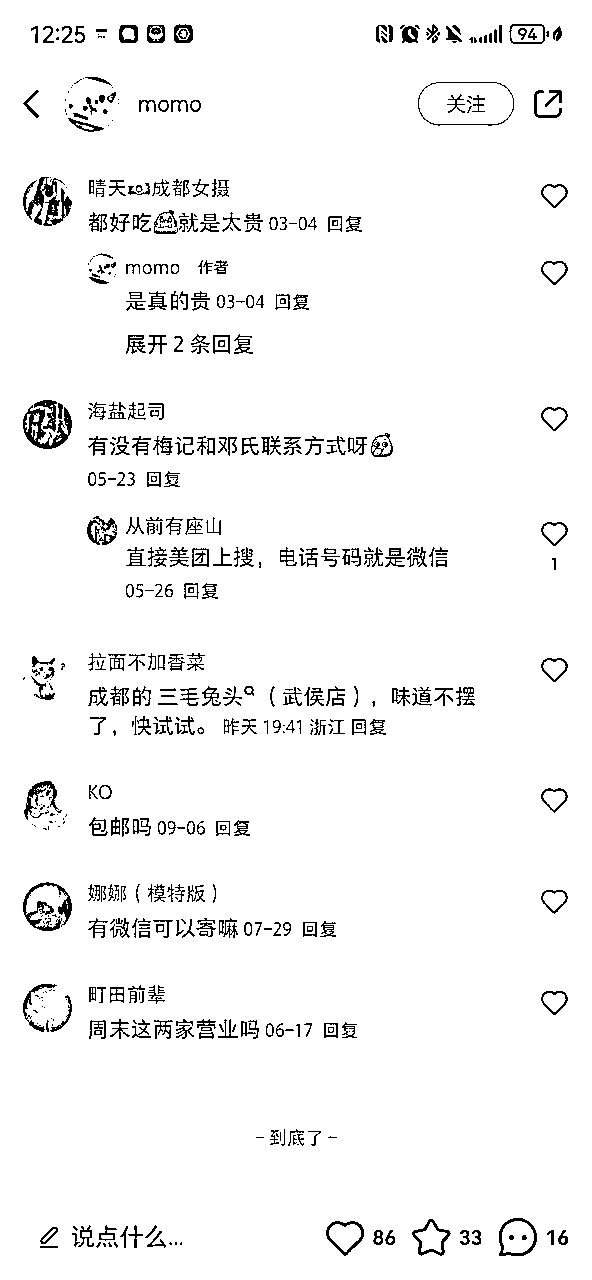 12:25 94
momo 关注
晴天成都女摄
都好吃就是太贵 03-04 回复
momo 作者
是真的贵 03-04 回复
展开 2 条回复
海盐起司
有没有梅记和邓氏联系方式呀
05-23 回复
从前有座山
直接美团上搜，电话号码就是微信
1
05-26 回复
拉面不加香菜
成都的 三毛兔头（武侯店），味道不摆
了，快试试。 昨天 19:41 浙江 回复
KO
包邮吗 09-06 回复
娜娜（模特版）
有微信可以寄嘛 07-29 回复
町田前辈
周末这两家营业吗 06-17 回复
- 到底了 -
说点什么... 86 33 16